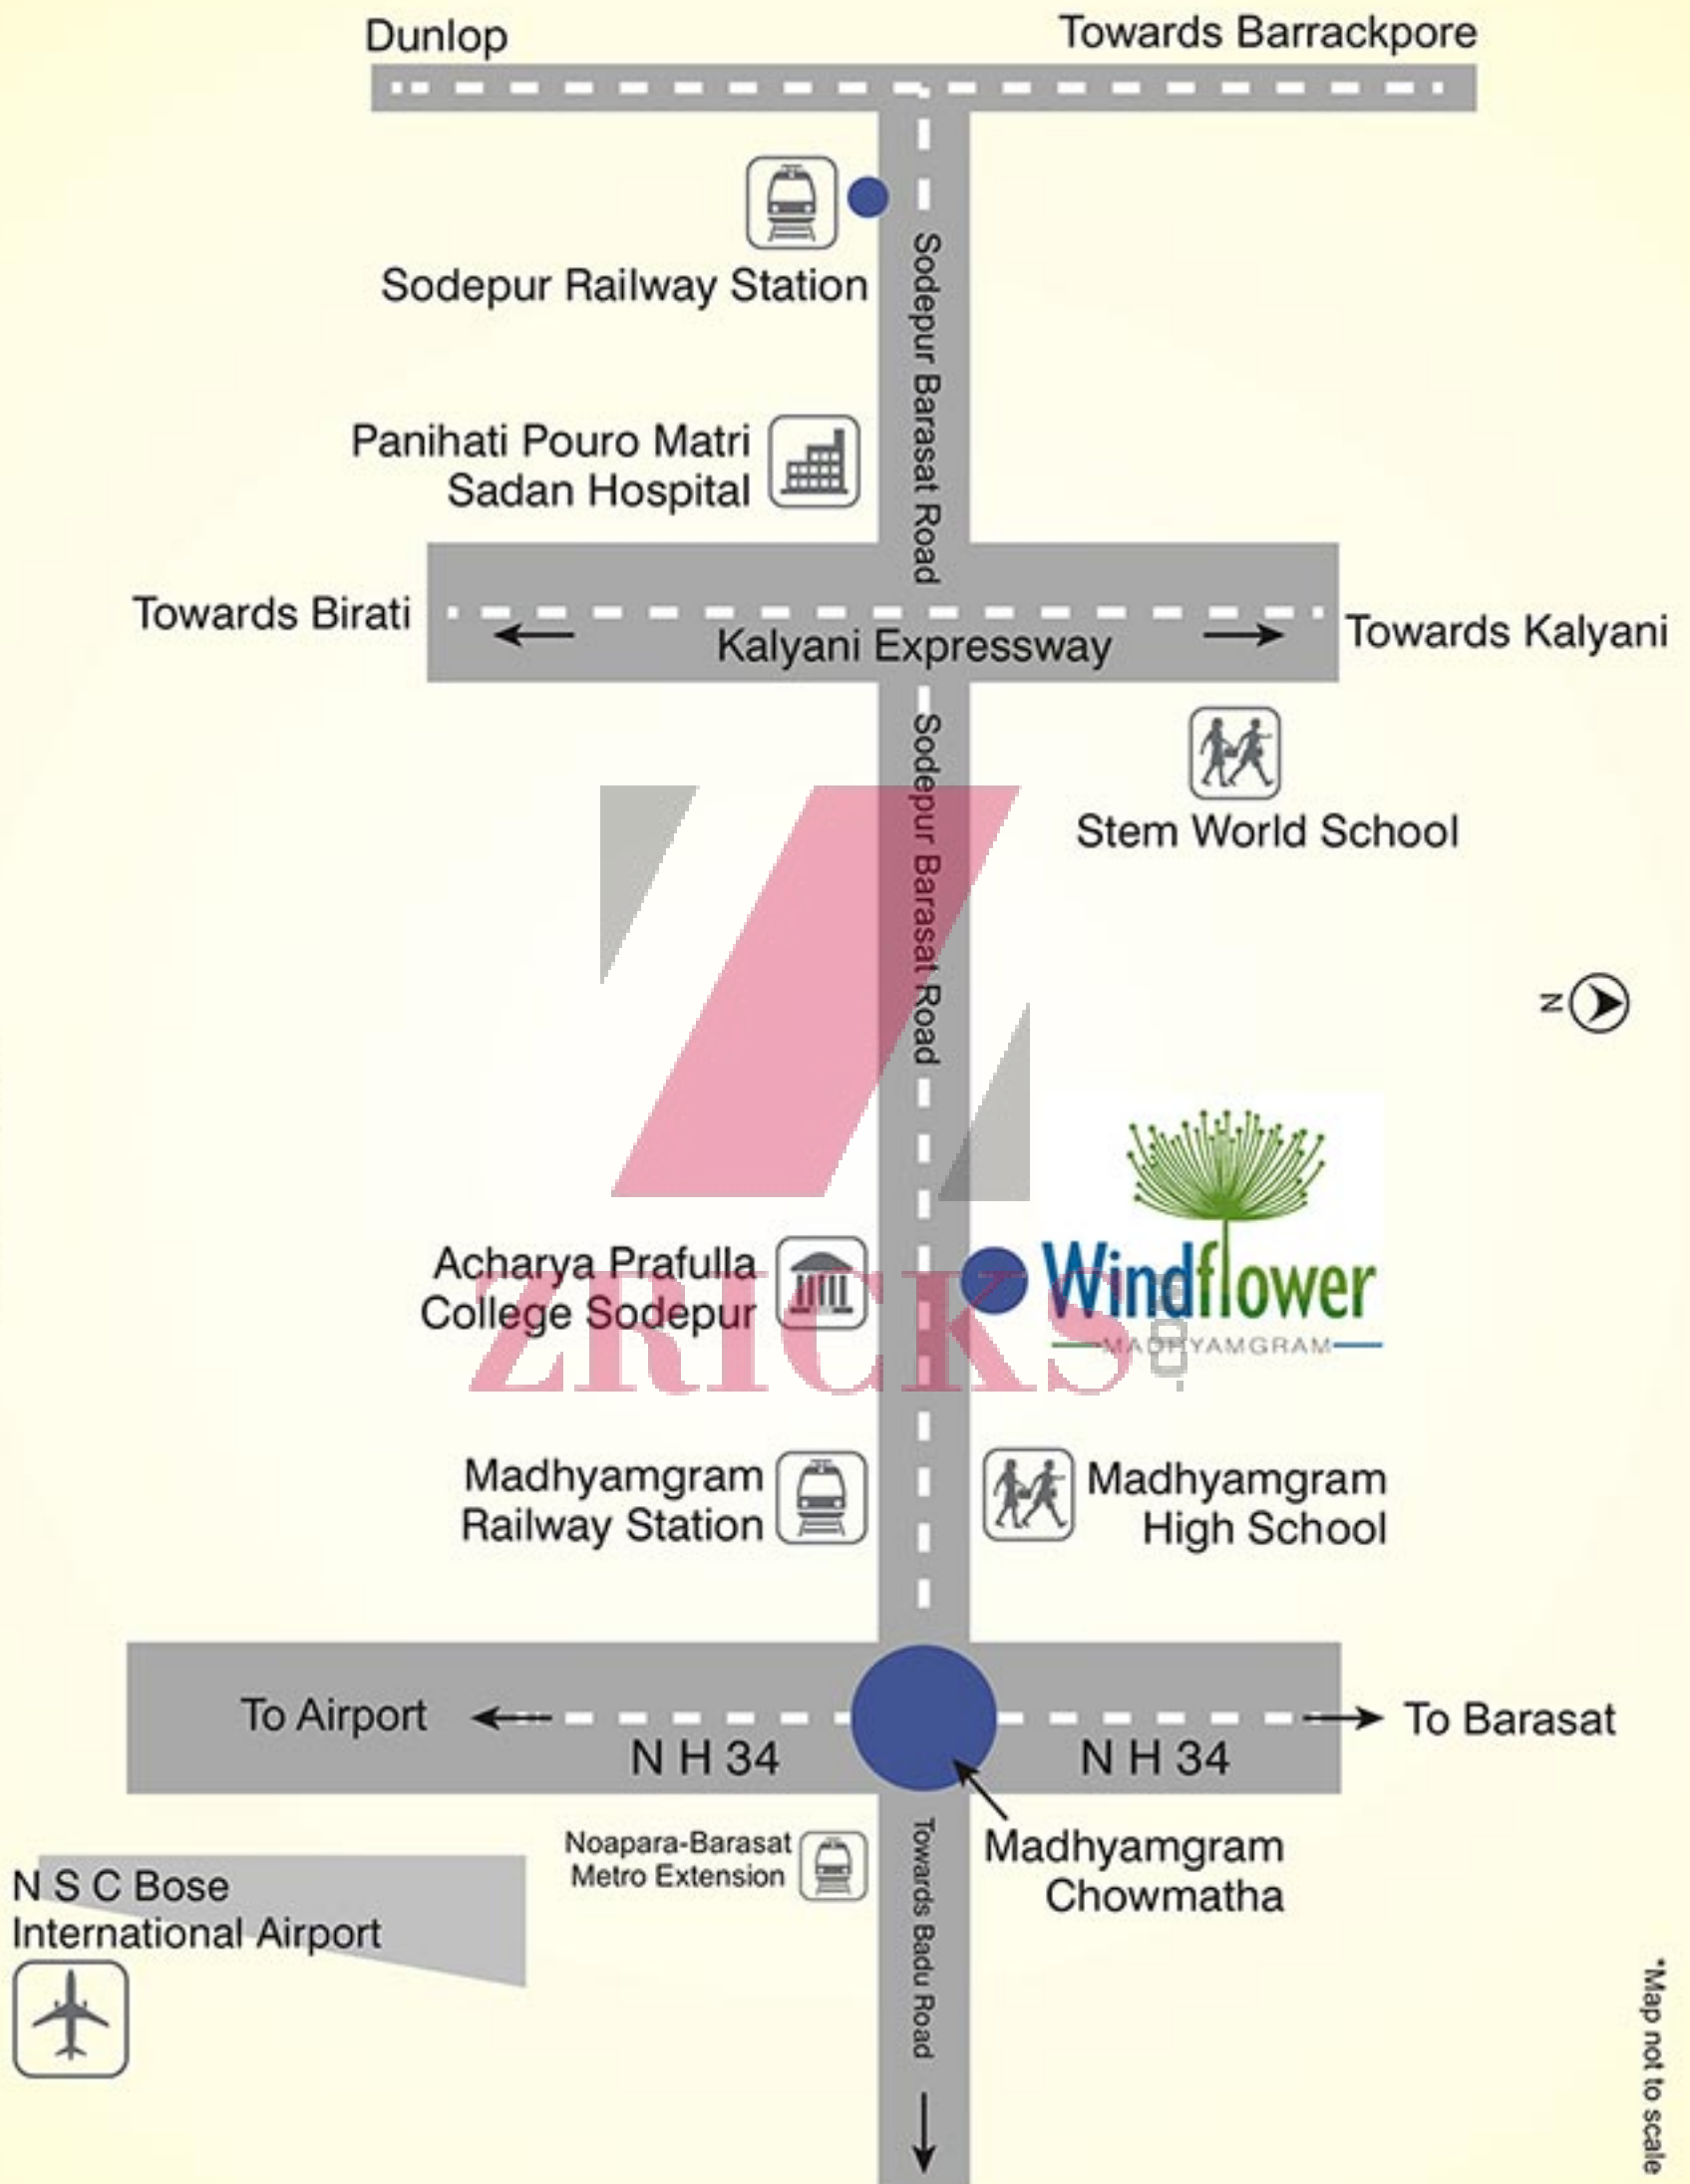 Dunlop
Towards Barrackpore
Sodepur Railway Station
Sodepur Barasat Road
Panihati Pouro Matri
Sadan Hospital
Towards Birati
Kalyani Expressway
Towards Kalyani
Sodepur Barasat Road
Stem World School
N
Acharya Prafulla
College Sodepur
Windflower
MADHYAMGRAM
ZRICKS
.com
Madhyamgram
Railway Station
Madhyamgram
High School
To Airport
To Barasat
N H 34
N H 34
Noapara-Barasat
Metro Extension
Madhyamgram
Chowmatha
Towards Badu Road
N S C Bose
International Airport
*Map not to scale